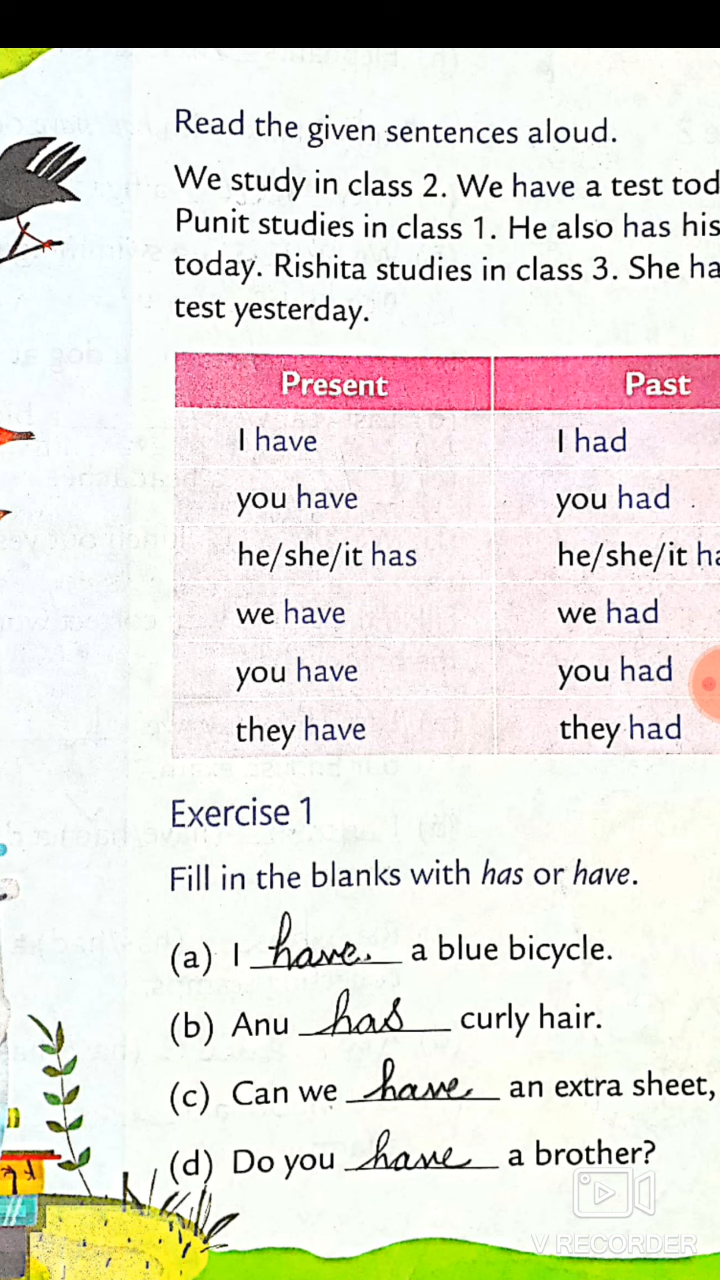 Read the given sentences aloud.
We study in class 2. We have a test tod
Punit studies in class 1. He also has his
today. Rishita studies in class 3. She ha
test yesterday.
Present Past
I have I had
you have you had
he/she/it has he/she/it ha
we have we had
you have you had
they have they had
Exercise 1
Fill in the blanks with has or have.
(a) I have. a blue bicycle.
(b) Anu has curly hair.
(c) Can we have an extra sheet,
(d) Do you have a brother?
V RECORDER